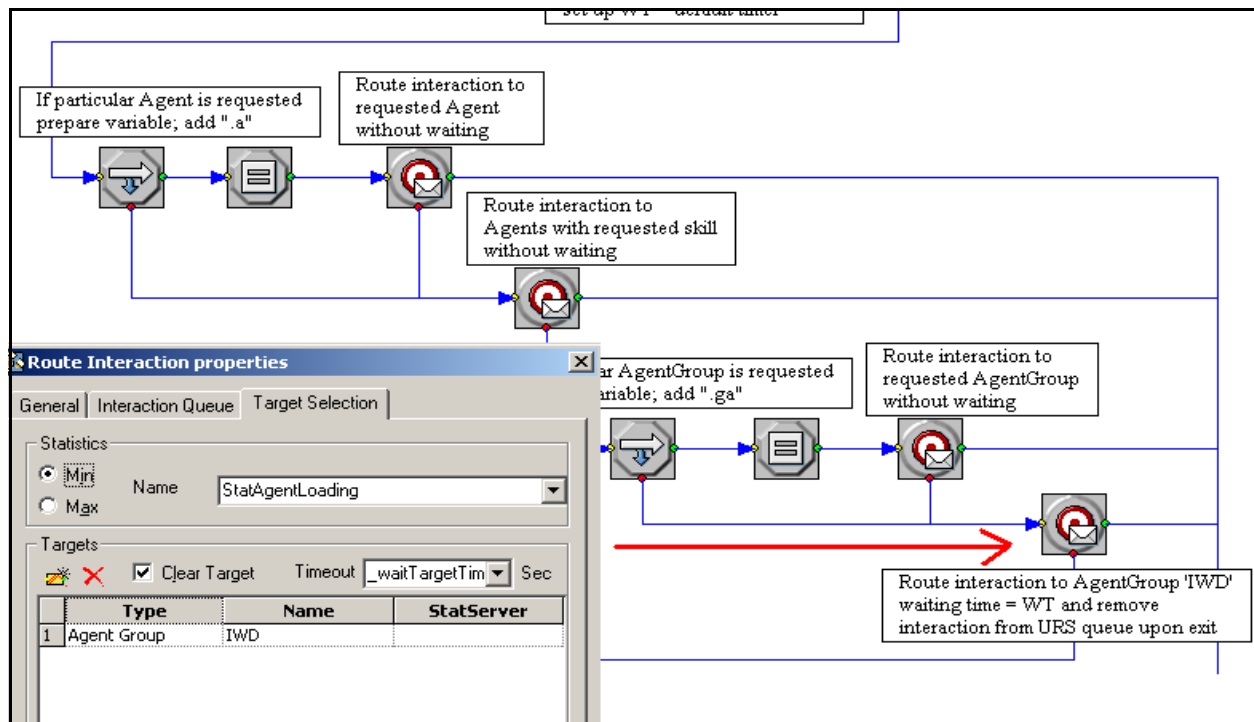 If particular Agent is requested
prepare variable; add ".a"
Route interaction to
requested Agent
without waiting
Route interaction to
Agents with requested skill
without waiting
AgentGroup is requested
add ".ga"
Route interaction to
requested AgentGroup
without waiting
Route interaction to AgentGroup 'IWD'
waiting time = WT and remove
interaction from URS queue upon exit
Route Interaction properties
General Interaction Queue Target Selection
Statistics
Min
Max
Name StatAgentLoading
Targets
Clear Target Timeout _waitTargetTim Sec
Type Name StatServer
1 Agent Group IWD